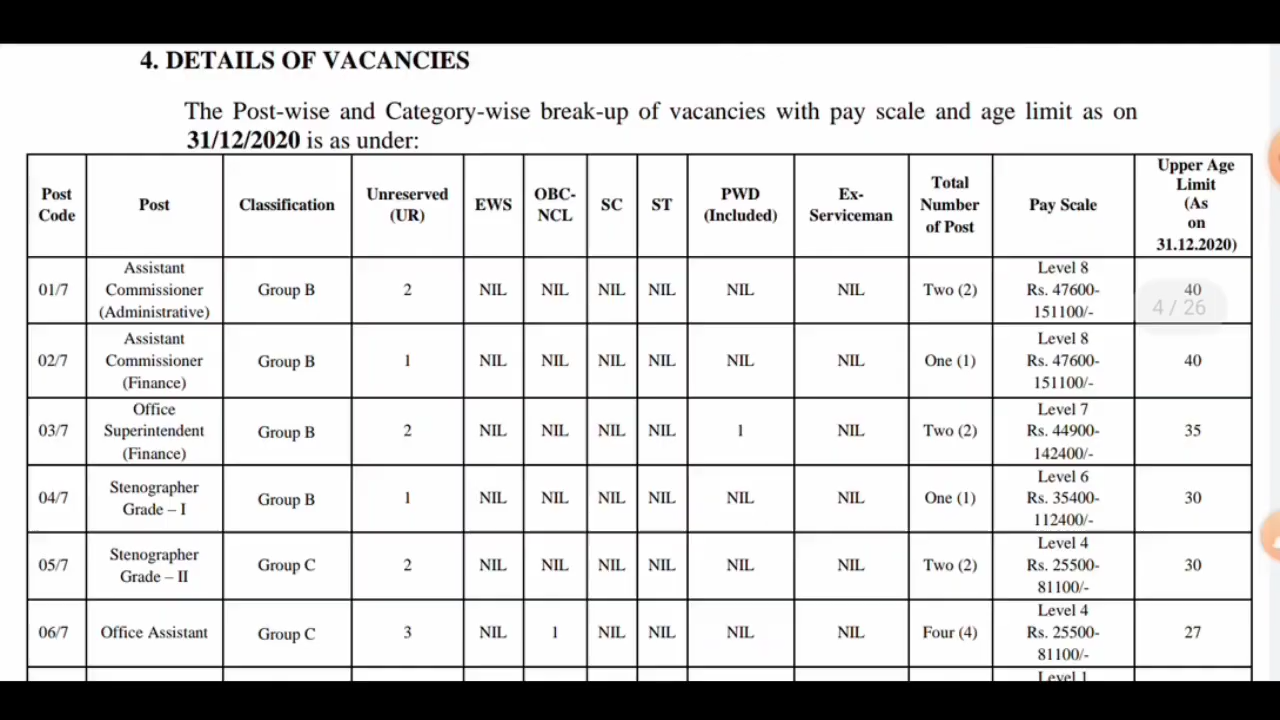 4. DETAILS OF VACANCIES
The Post-wise and Category-wise break-up of vacancies with pay scale and age limit as on
31/12/2020 is as under:
Post Code | Post | Classification | Unreserved (UR) | EWS | OBC-NCL | SC | ST | PWD (Included) | Ex-Serviceman | Total Number of Post | Pay Scale | Upper Age Limit (As on 31.12.2020)
01/7 | Assistant Commissioner (Administrative) | Group B | 2 | NIL | NIL | NIL | NIL | NIL | NIL | Two (2) | Level 8 Rs. 47600-151100/- | 40
4 / 26
02/7 | Assistant Commissioner (Finance) | Group B | 1 | NIL | NIL | NIL | NIL | NIL | NIL | One (1) | Level 8 Rs. 47600-151100/- | 40
03/7 | Office Superintendent (Finance) | Group B | 2 | NIL | NIL | NIL | NIL | 1 | NIL | Two (2) | Level 7 Rs. 44900-142400/- | 35
04/7 | Stenographer Grade – I | Group B | 1 | NIL | NIL | NIL | NIL | NIL | NIL | One (1) | Level 6 Rs. 35400-112400/- | 30
05/7 | Stenographer Grade – II | Group C | 2 | NIL | NIL | NIL | NIL | NIL | NIL | Two (2) | Level 4 Rs. 25500-81100/- | 30
06/7 | Office Assistant | Group C | 3 | NIL | 1 | NIL | NIL | NIL | NIL | Four (4) | Level 4 Rs. 25500-81100/- | 27
Level 1